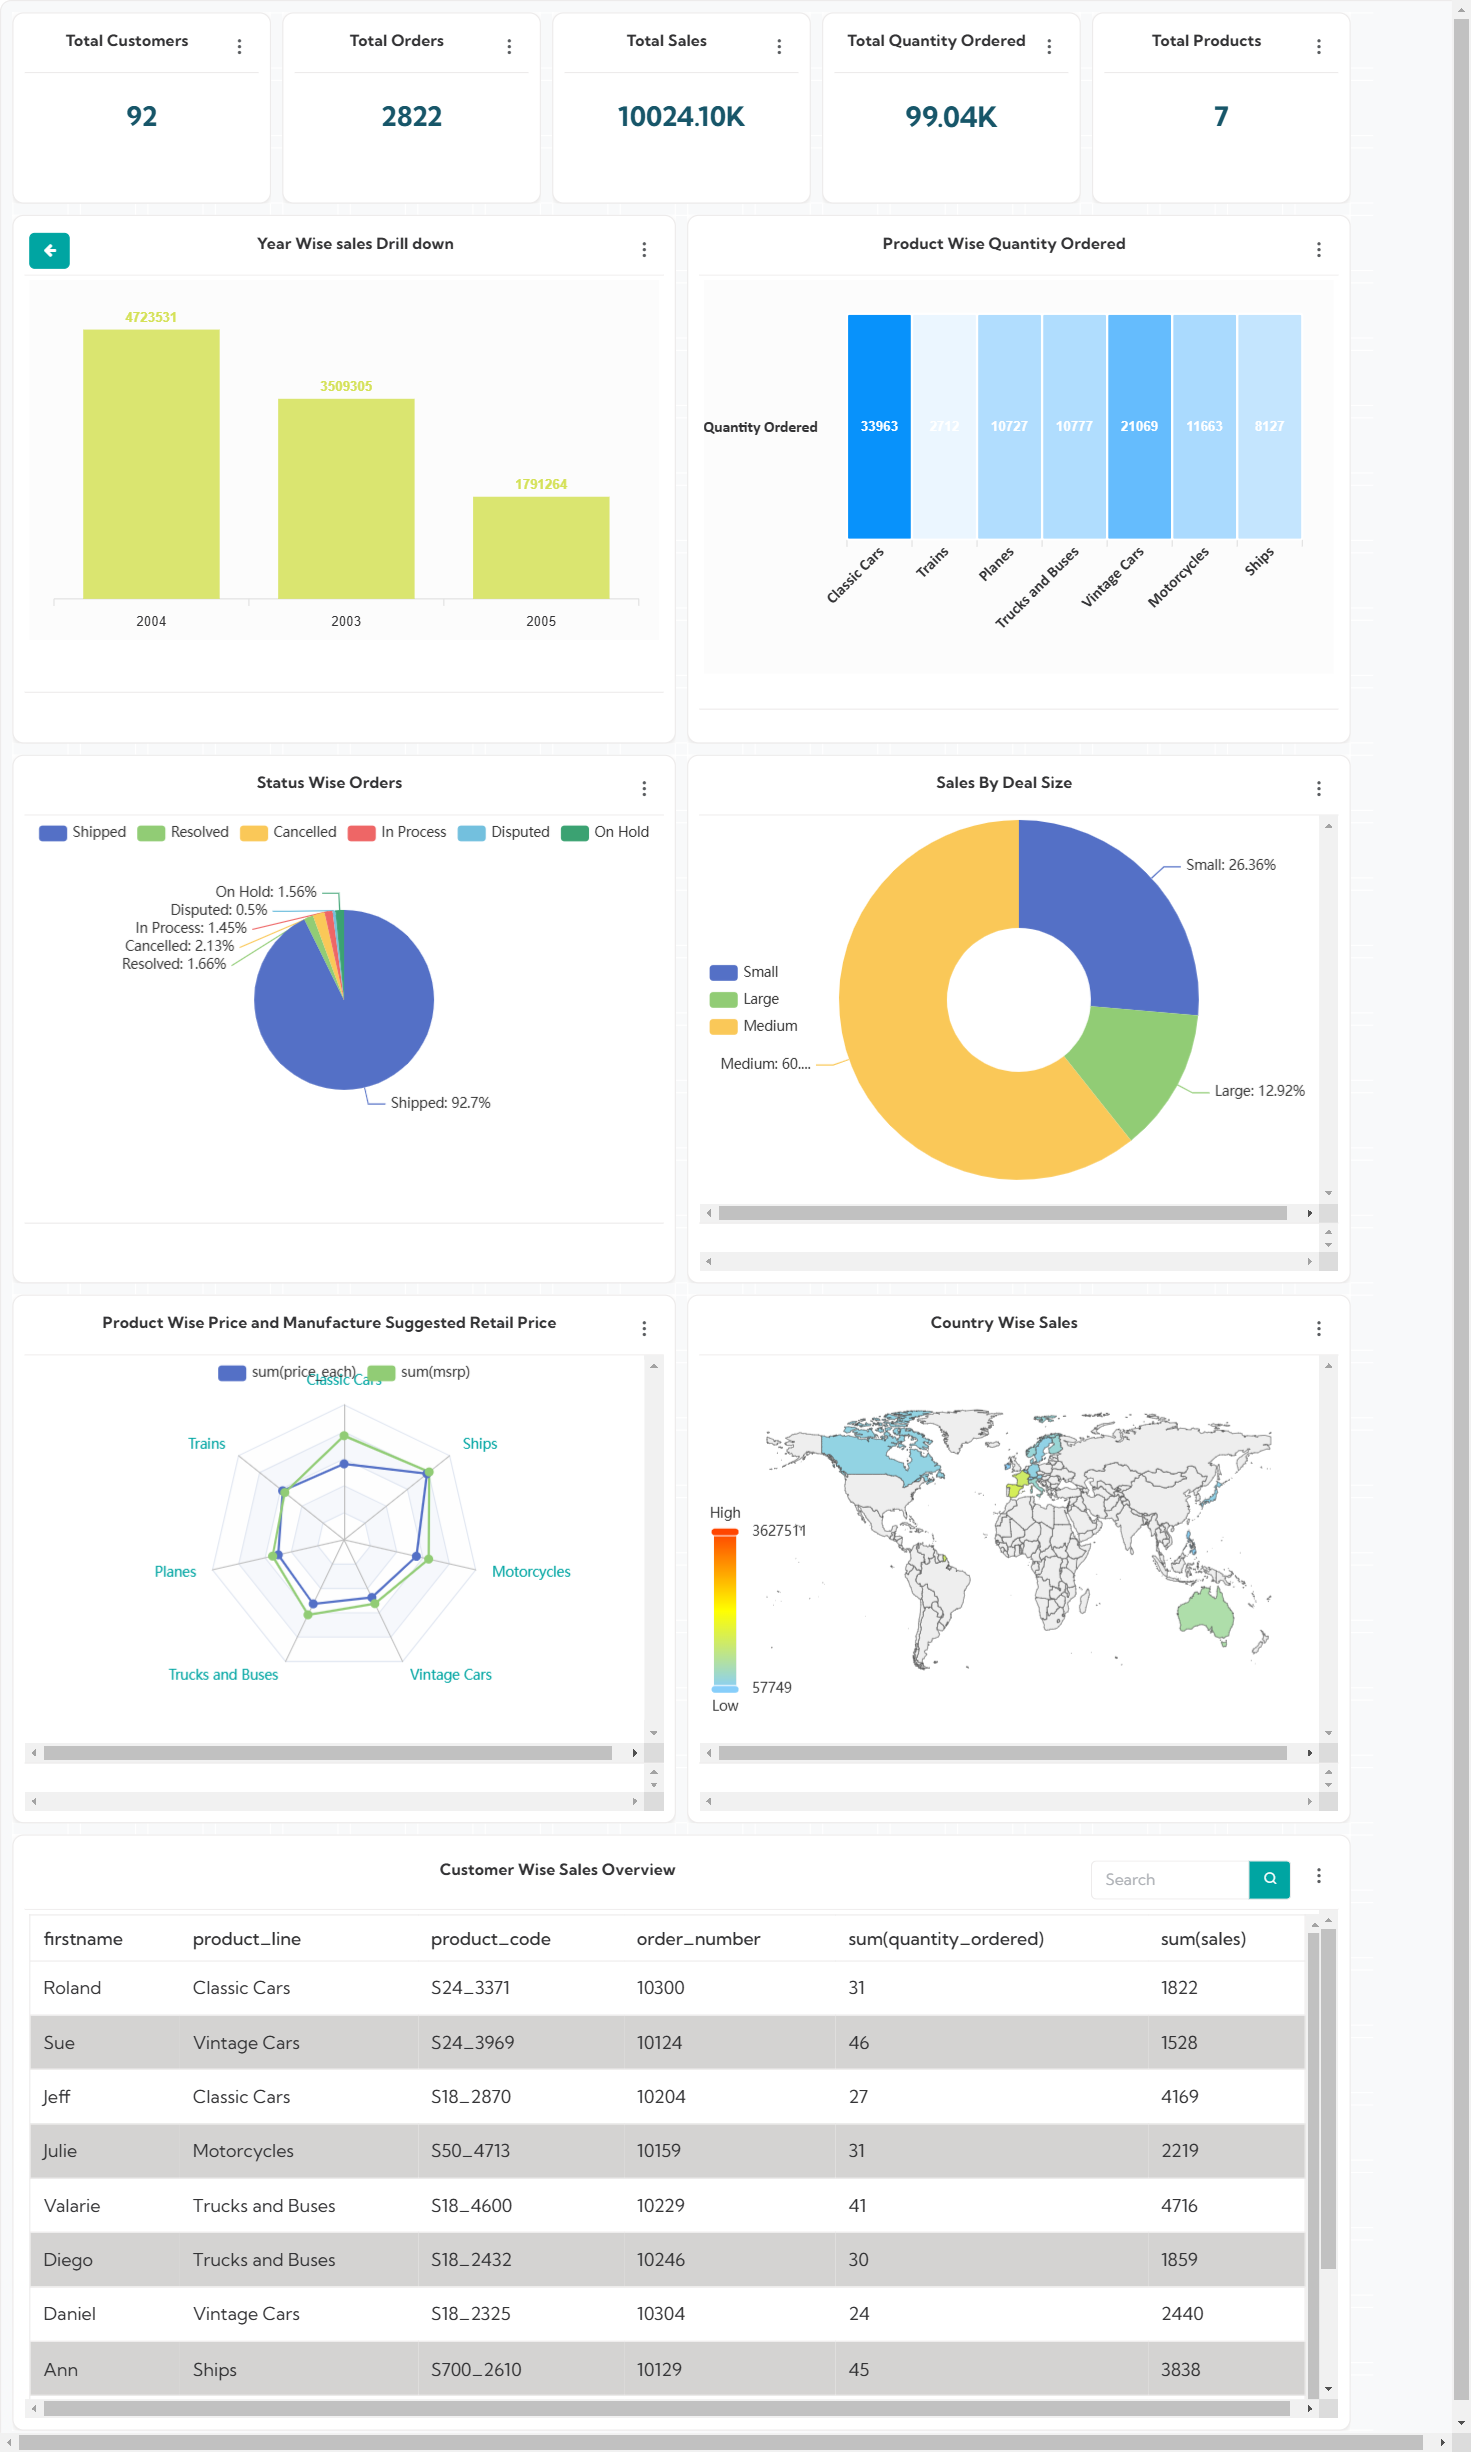 Total Customers
92
Total Orders
2822
Total Sales
10024.10K
Total Quantity Ordered
99.04K
Total Products
7
Year Wise sales Drill down
4723531
3509305
1791264
2004 2003 2005
Product Wise Quantity Ordered
Quantity Ordered
33963 2712 10727 10777 21069 11663 8127
Classic Cars
Trains
Planes
Trucks and Buses
Vintage Cars
Motorcycles
Ships
Status Wise Orders
Shipped Resolved Cancelled In Process Disputed On Hold
On Hold: 1.56%
Disputed: 0.5%
In Process: 1.45%
Cancelled: 2.13%
Resolved: 1.66%
Shipped: 92.7%
Sales By Deal Size
Small: 26.36%
Small
Large
Medium
Medium: 60....
Large: 12.92%
Product Wise Price and Manufacture Suggested Retail Price
sum(price_each) sum(msrp)
Classic Cars
Trains
Ships
Planes
Motorcycles
Trucks and Buses
Vintage Cars
Country Wise Sales
High
3627511
57749
Low
Customer Wise Sales Overview
Search
firstname product_line product_code order_number sum(quantity_ordered) sum(sales)
Roland Classic Cars S24_3371 10300 31 1822
Sue Vintage Cars S24_3969 10124 46 1528
Jeff Classic Cars S18_2870 10204 27 4169
Julie Motorcycles S50_4713 10159 31 2219
Valarie Trucks and Buses S18_4600 10229 41 4716
Diego Trucks and Buses S18_2432 10246 30 1859
Daniel Vintage Cars S18_2325 10304 24 2440
Ann Ships S700_2610 10129 45 3838